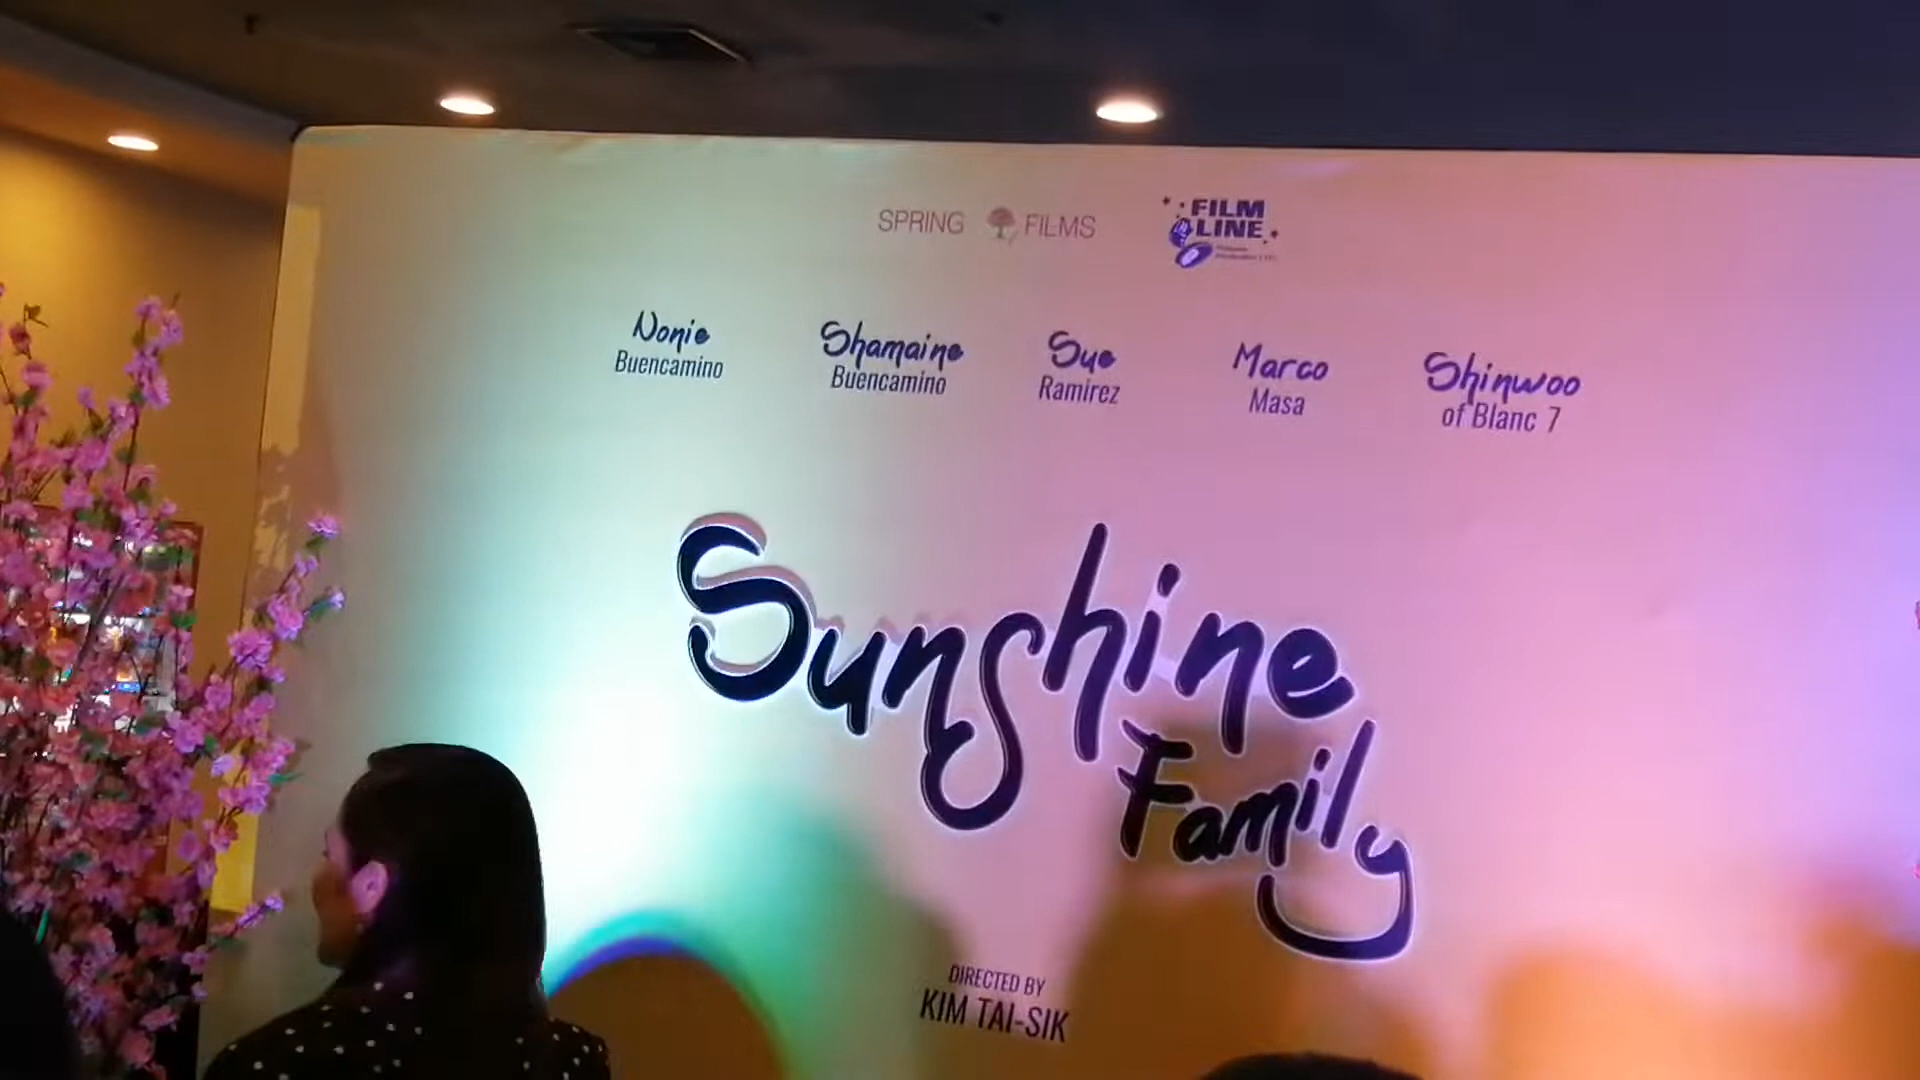 SPRING FILMS
FILM
LINE
Nonie
Buencamino
Shamaine
Buencamino
Sue
Ramirez
Marco
Masa
Shinwoo
of Blanc 7
Sunshine
Family
DIRECTED BY
KIM TAI-SIK